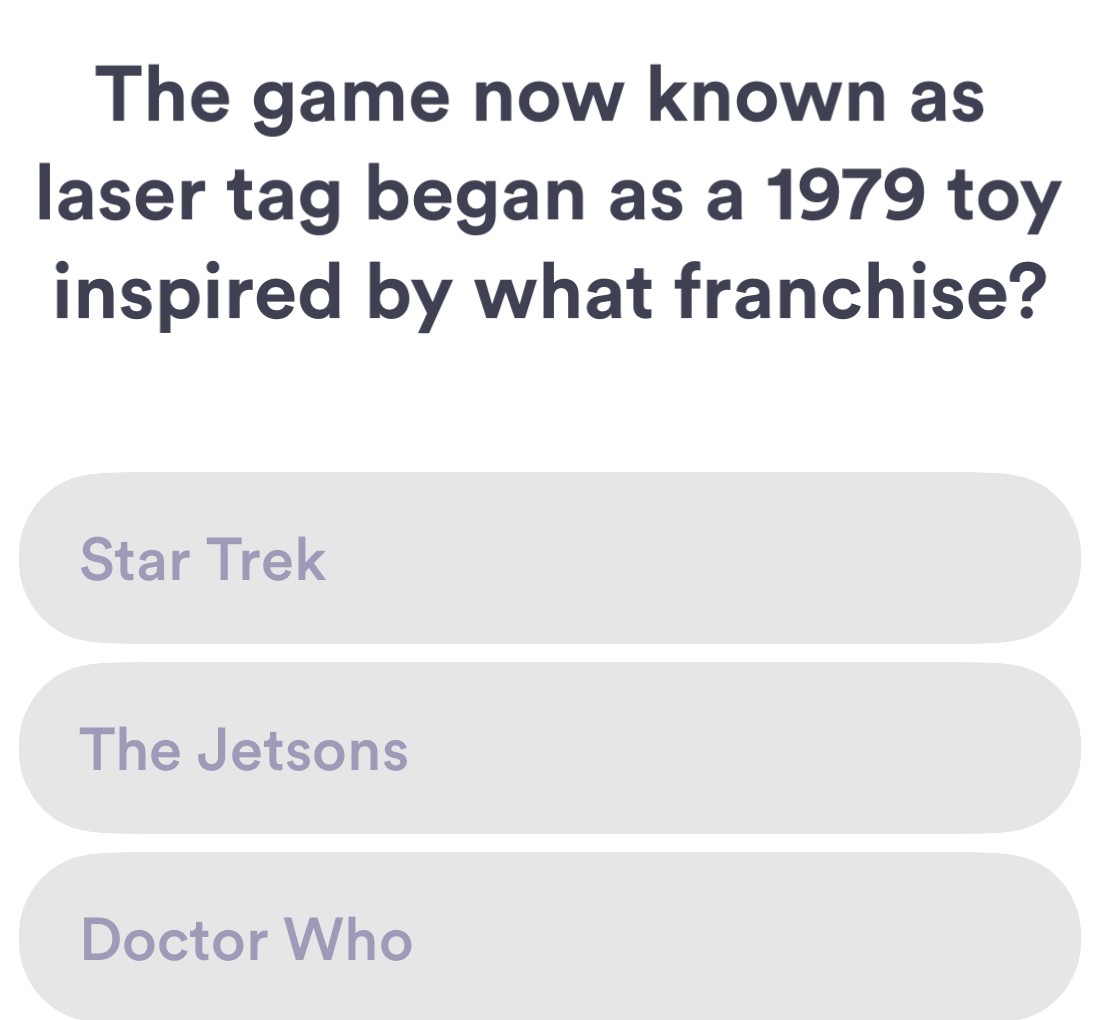 The game now known as
laser tag began as a 1979 toy
inspired by what franchise?
Star Trek
The Jetsons
Doctor Who